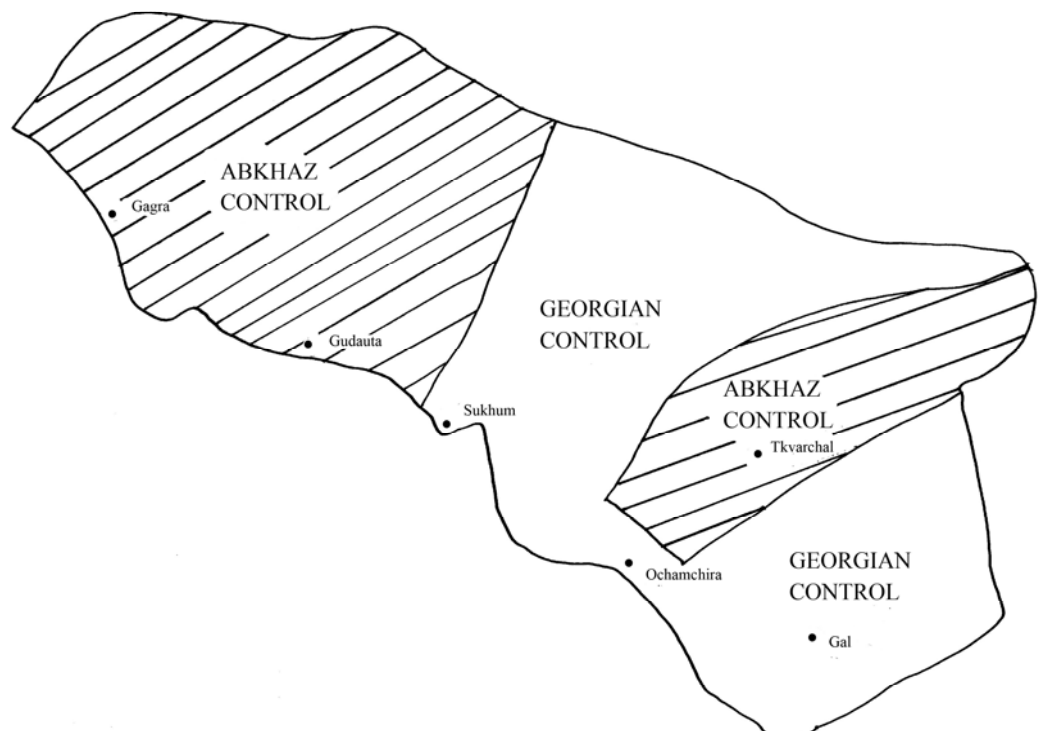 ABKHAZ
CONTROL
Gagra
Gudauta
GEORGIAN
CONTROL
Sukhum
ABKHAZ
CONTROL
Tkvarchal
Ochamchira
GEORGIAN
CONTROL
Gal